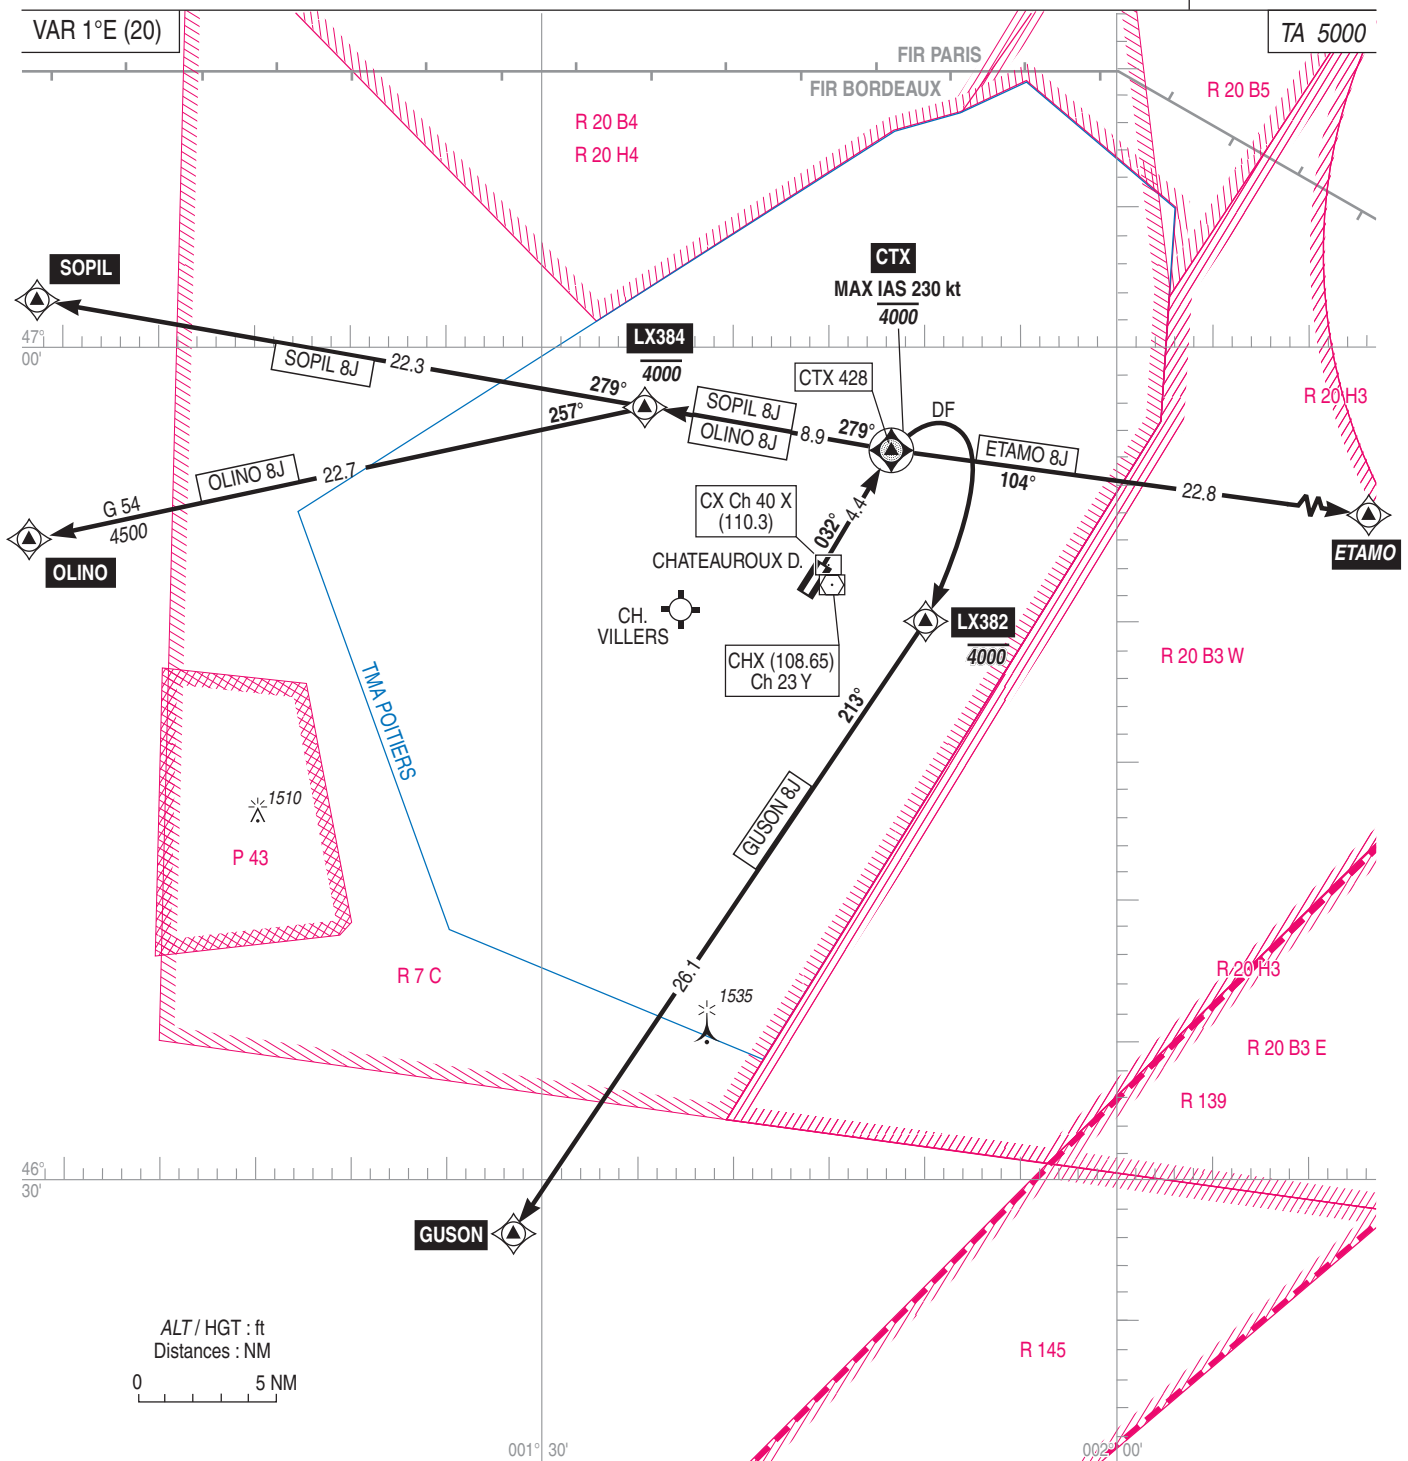 VAR 1°E (20)
TA 5000
FIR PARIS
FIR BORDEAUX
R 20 B5
R 20 B4
R 20 H4
SOPIL
CTX
MAX IAS 230 kt
4000
47°
00'
LX384
4000
SOPIL 8J
22.3
279°
257°
CTX 428
R 20 H3
SOPIL 8J
OLINO 8J
8.9
279°
DF
ETAMO 8J
104°
22.8
OLINO 8J
22.7
G 54
4500
CX Ch 40 X
(110.3)
032°
4.4
ETAMO
OLINO
CHATEAUROUX D.
CH.
VILLERS
LX382
4000
CHX (108.65)
Ch 23 Y
R 20 B3 W
TMA POITIERS
213°
1510
GUSON 8J
P 43
R 7 C
26.1
R 20 H3
1535
R 20 B3 E
R 139
46°
30'
GUSON
ALT / HGT : ft
Distances : NM
R 145
0 5 NM
001° 30'
002° 00'